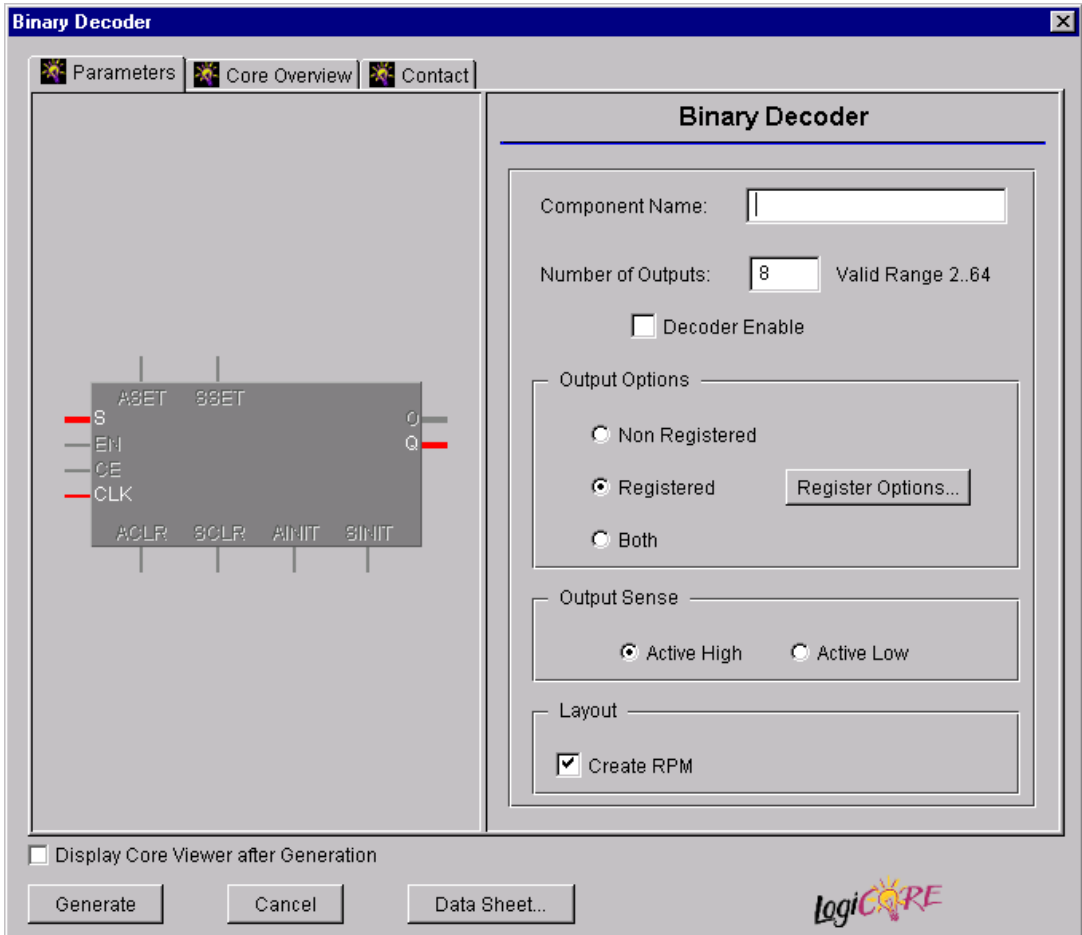 Binary Decoder
Parameters Core Overview Contact
Binary Decoder
Component Name:
Number of Outputs: 8 Valid Range 2..64
Decoder Enable
ASET SSET
S O
EN Q
CE
CLK
ACLR SCLR AINIT SINIT
Output Options
Non Registered
Registered Register Options...
Both
Output Sense
Active High Active Low
Layout
Create RPM
Display Core Viewer after Generation
Generate Cancel Data Sheet...
LogiCORE